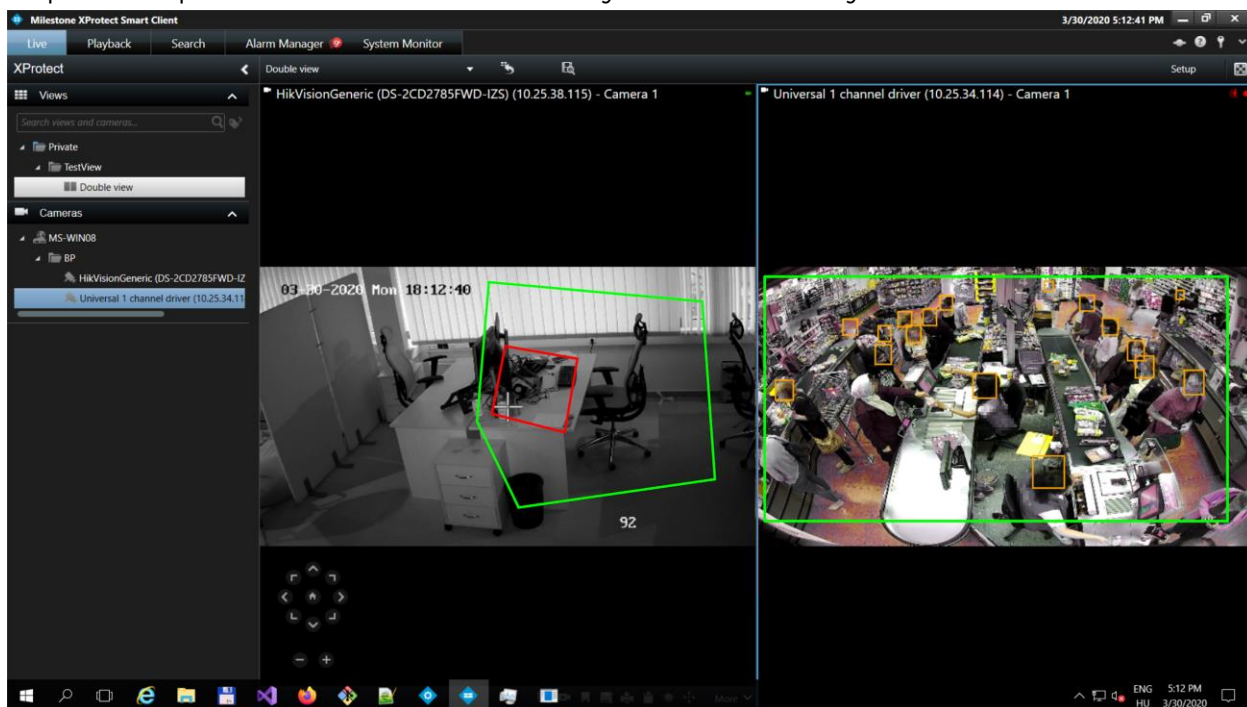 Milestone XProtect Smart Client
3/30/2020 5:12:41 PM
Live
Playback
Search
Alarm Manager
System Monitor
XProtect
Double view
Setup
Views
Search views and cameras...
Private
TestView
Double view
Cameras
MS-WIN08
BP
HikVisionGeneric (DS-2CD2785FWD-IZ
Universal 1 channel driver (10.25.34.11
HikVisionGeneric (DS-2CD2785FWD-IZS) (10.25.38.115) - Camera 1
03-30-2020 Mon 18:12:40
92
Universal 1 channel driver (10.25.34.114) - Camera 1
More
ENG
HU
5:12 PM
3/30/2020